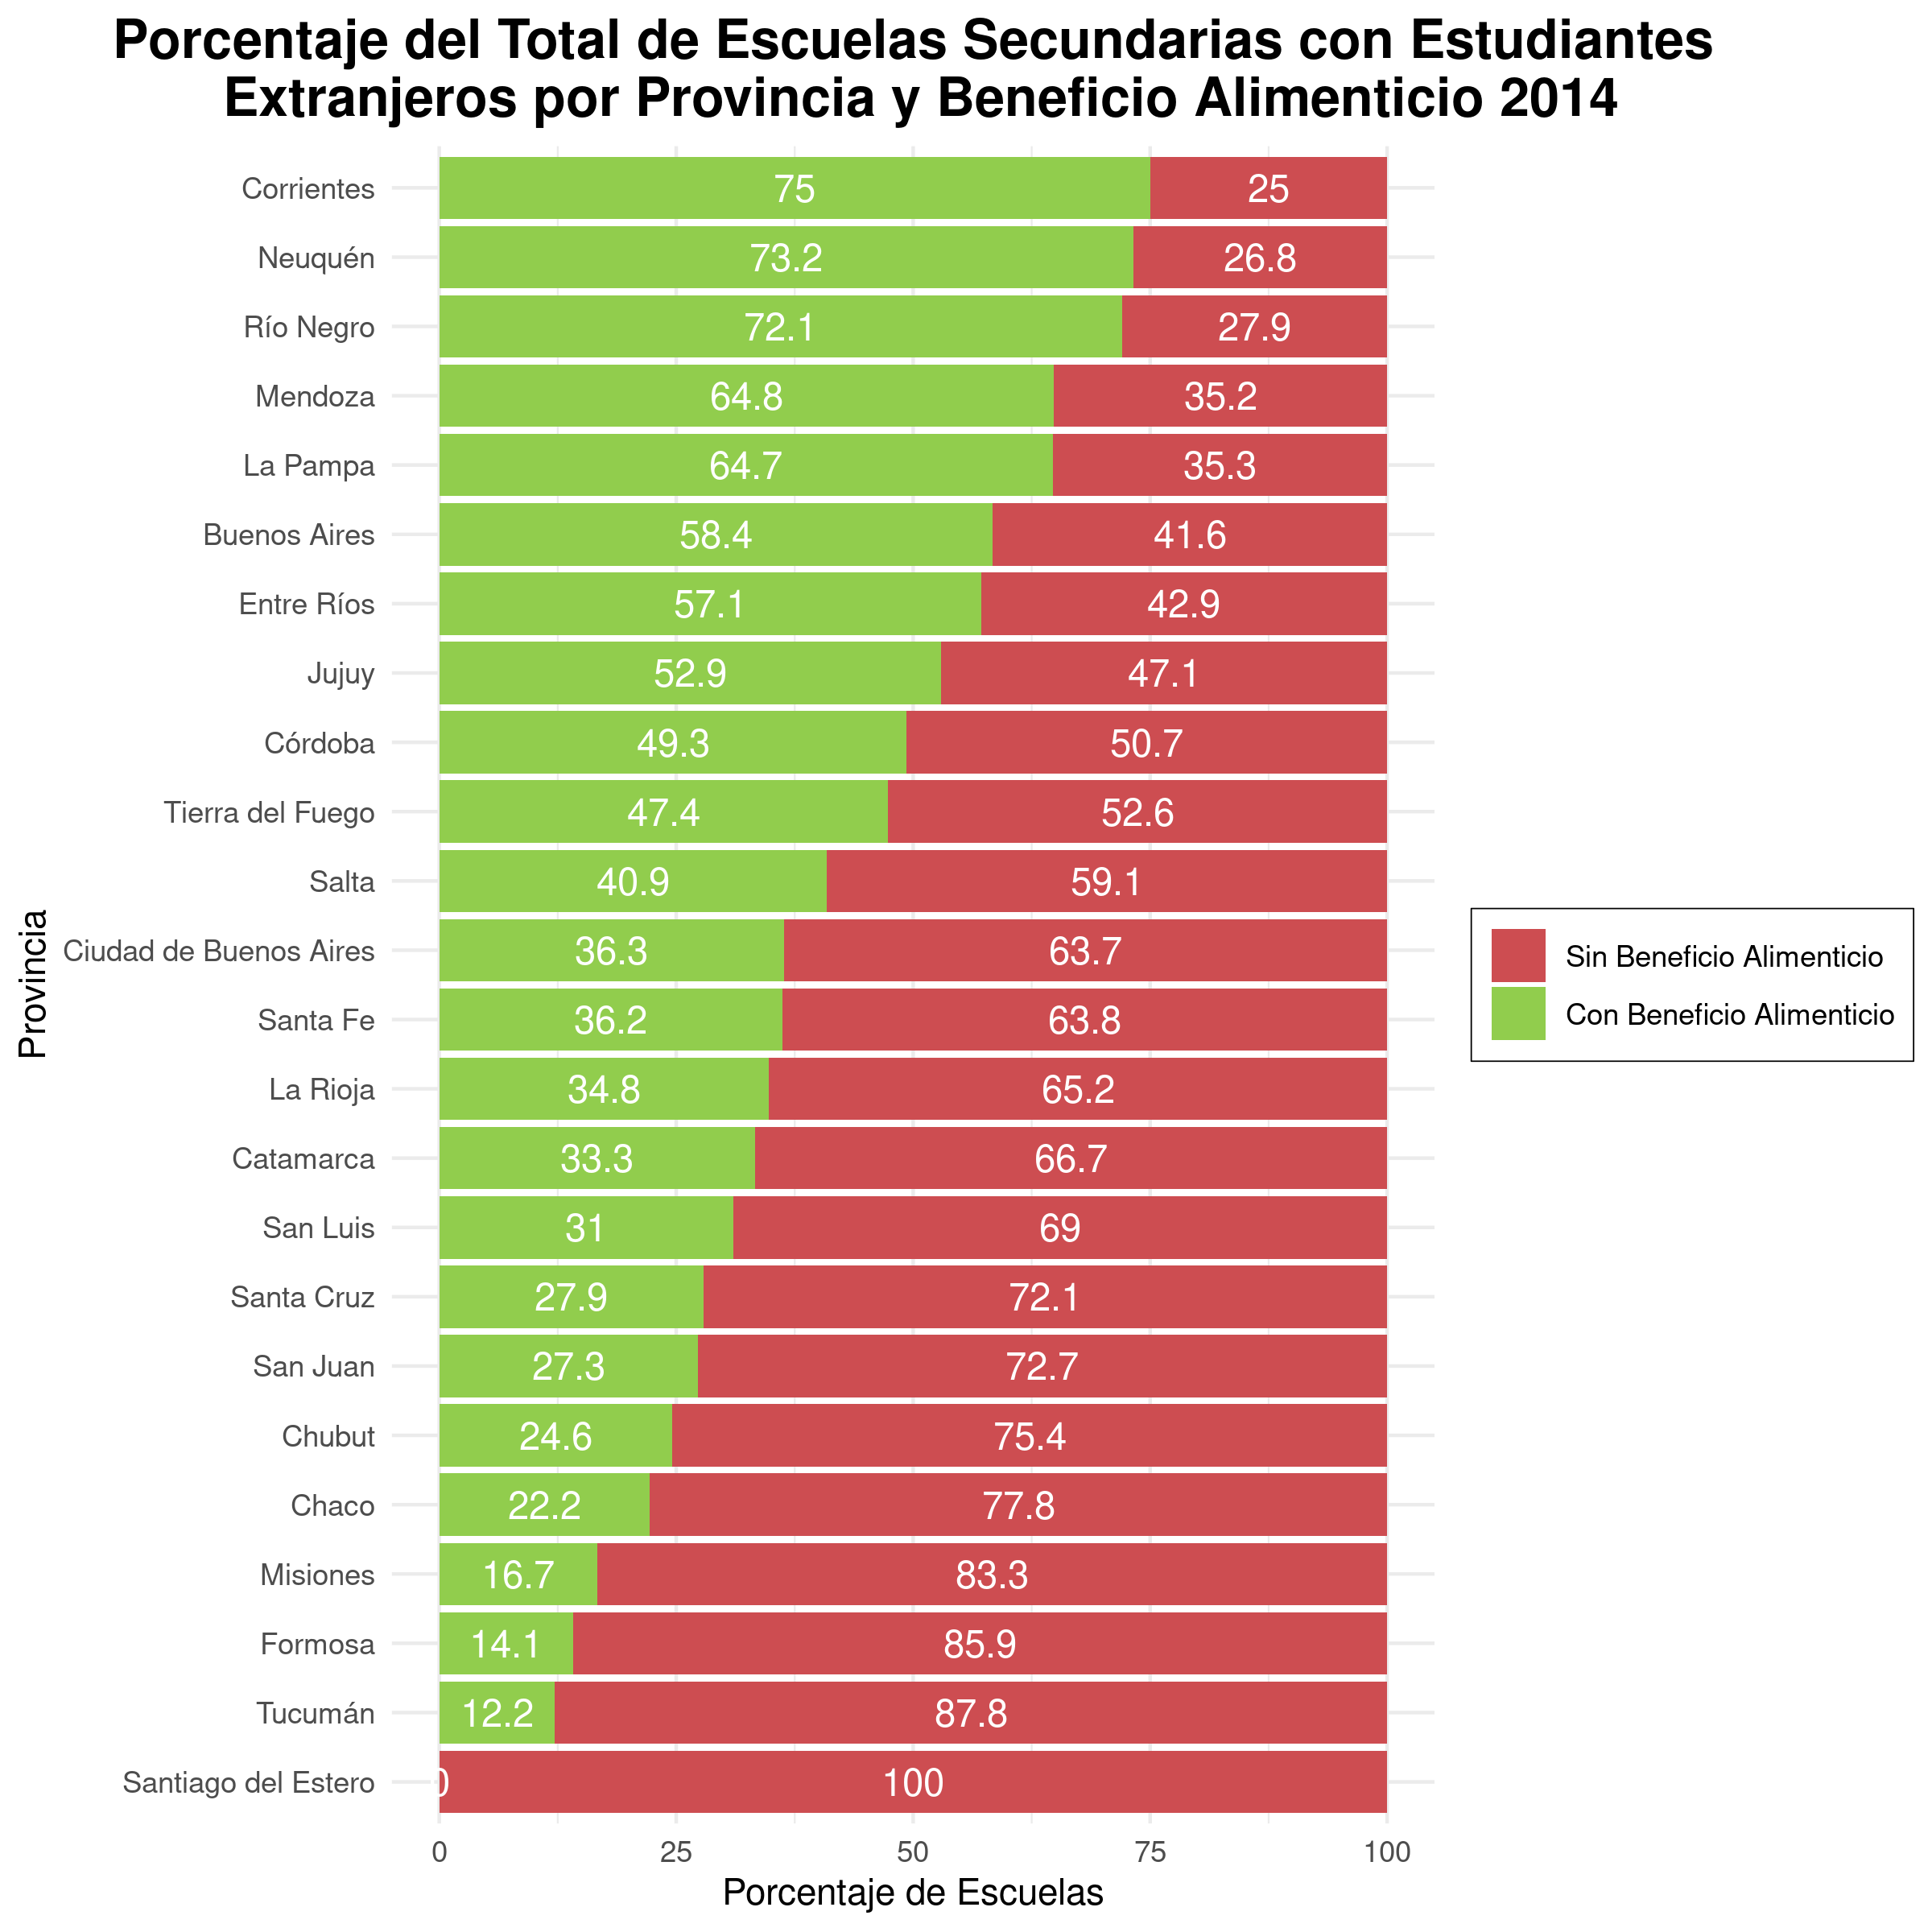 Porcentaje del Total de Escuelas Secundarias con Estudiantes
Extranjeros por Provincia y Beneficio Alimenticio 2014
Corrientes 75 25
Neuquén 73.2 26.8
Río Negro 72.1 27.9
Mendoza 64.8 35.2
La Pampa 64.7 35.3
Buenos Aires 58.4 41.6
Entre Ríos 57.1 42.9
Jujuy 52.9 47.1
Córdoba 49.3 50.7
Tierra del Fuego 47.4 52.6
Salta 40.9 59.1
Ciudad de Buenos Aires 36.3 63.7
Santa Fe 36.2 63.8
La Rioja 34.8 65.2
Catamarca 33.3 66.7
San Luis 31 69
Santa Cruz 27.9 72.1
San Juan 27.3 72.7
Chubut 24.6 75.4
Chaco 22.2 77.8
Misiones 16.7 83.3
Formosa 14.1 85.9
Tucumán 12.2 87.8
Santiago del Estero 0 100
0 25 50 75 100
Porcentaje de Escuelas
Provincia
Sin Beneficio Alimenticio
Con Beneficio Alimenticio